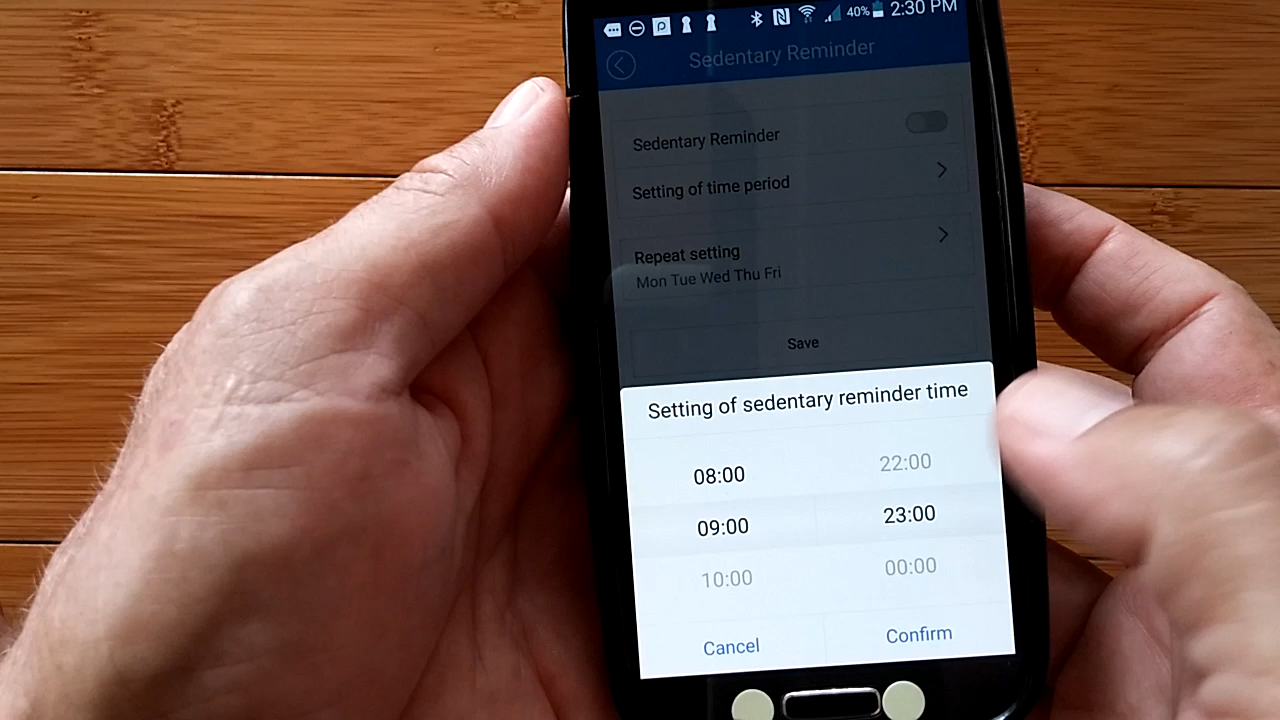 40% 2:30 PM
Sedentary Reminder
Sedentary Reminder
Setting of time period
Repeat setting
Mon Tue Wed Thu Fri
Save
Setting of sedentary reminder time
08:00 22:00
09:00 23:00
10:00 00:00
Cancel Confirm